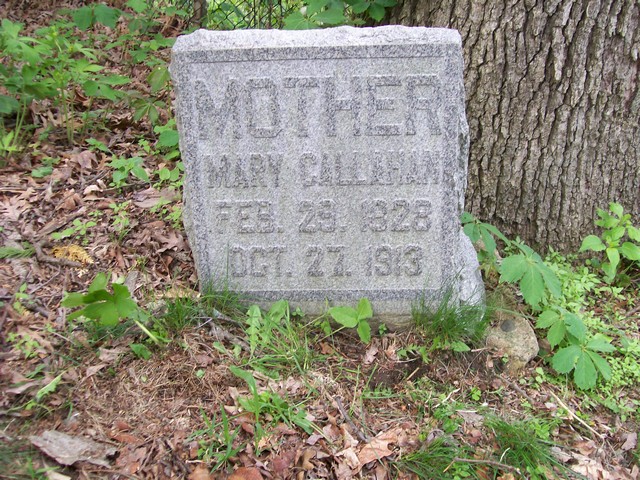 MOTHER
MARY CALLAHAN
FEB. 29. 1828
OCT. 27. 1913